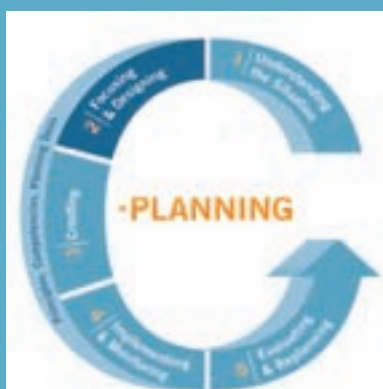 1
Understanding
the Situation
2
Focusing
& Designing
3
Creating
4
Implementing
& Monitoring
5
Evaluating
& Replanning
-PLANNING